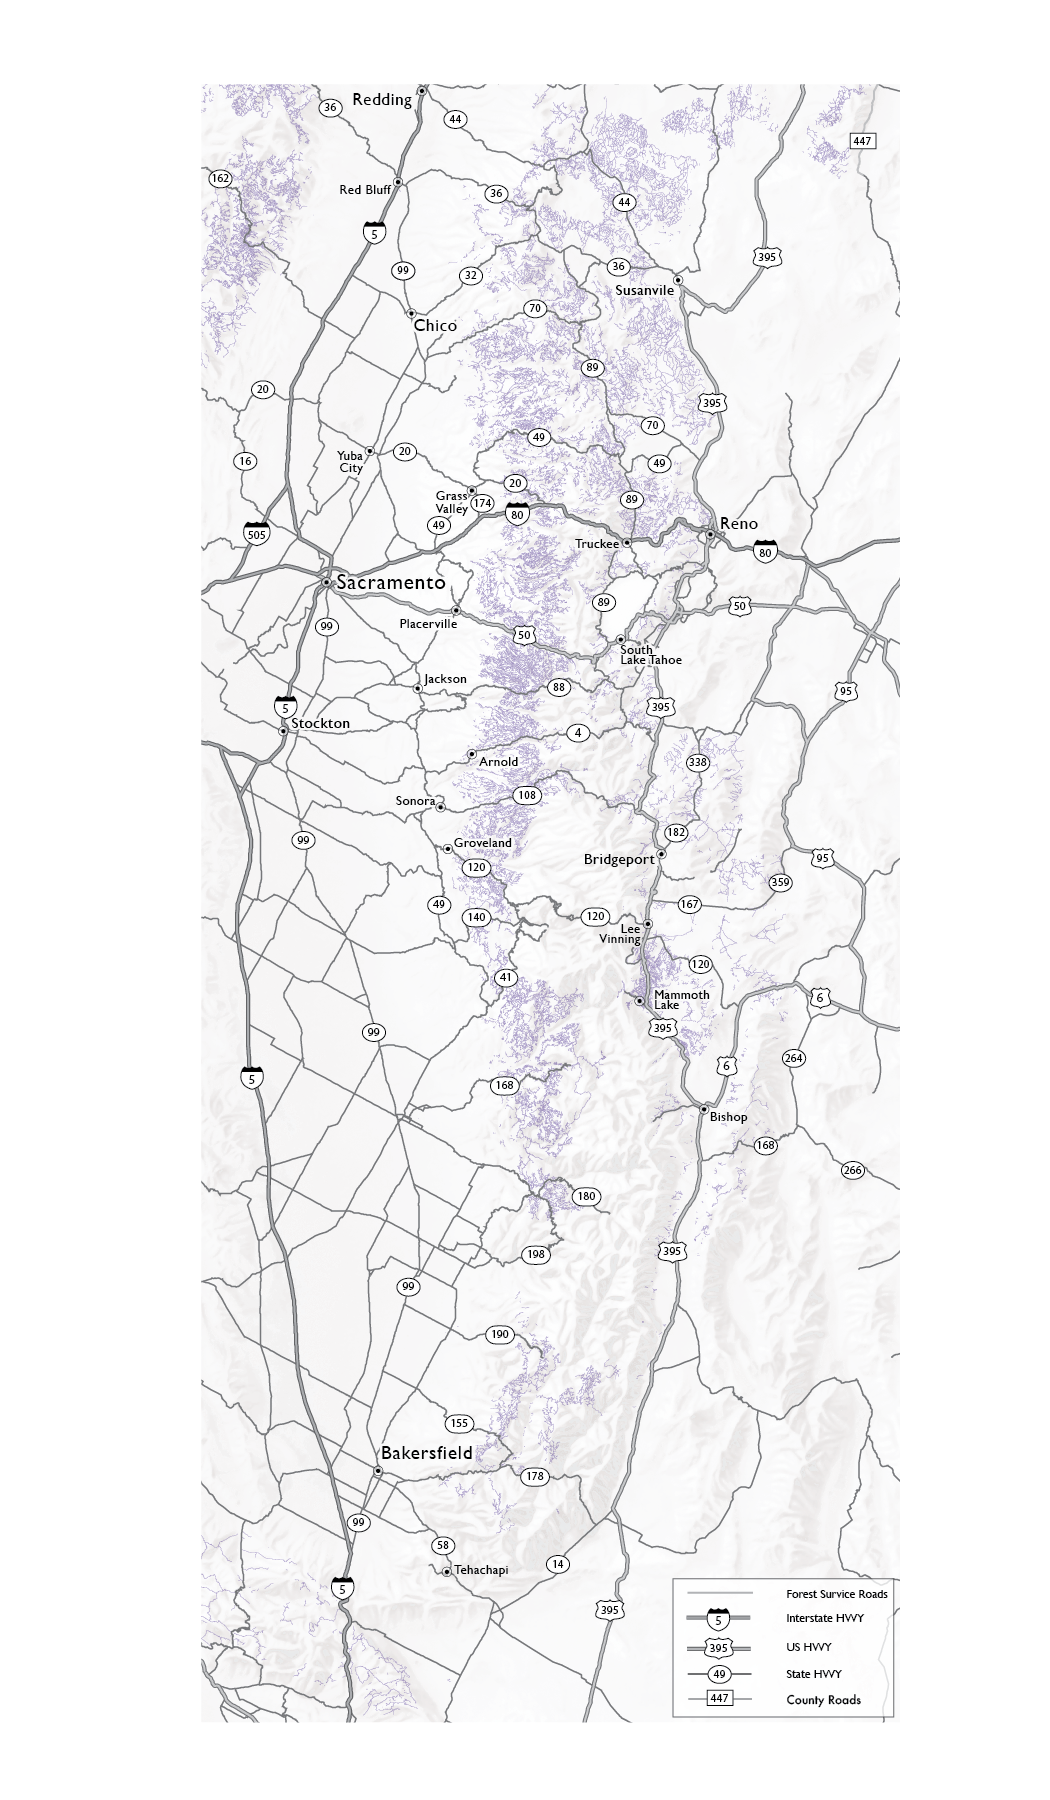 Redding
36
44
447
162
Red Bluff
36
44
5
395
99
32
36
Susanvile
70
Chico
89
20
395
70
49
Yuba
City
20
16
49
20
Grass
Valley
174
89
80
49
Reno
505
Truckee
80
Sacramento
89
50
Placerville
99
50
South
Lake Tahoe
Jackson
88
95
5
395
Stockton
4
Arnold
338
108
Sonora
182
99
Groveland
Bridgeport
95
120
359
49
140
120
167
Lee
Vinning
120
41
Mammoth
Lake
6
395
99
264
6
5
168
Bishop
168
266
180
395
198
99
190
155
Bakersfield
178
99
58
14
Tehachapi
5
395
Forest Survice Roads
5
Interstate HWY
395
US HWY
49
State HWY
447
County Roads